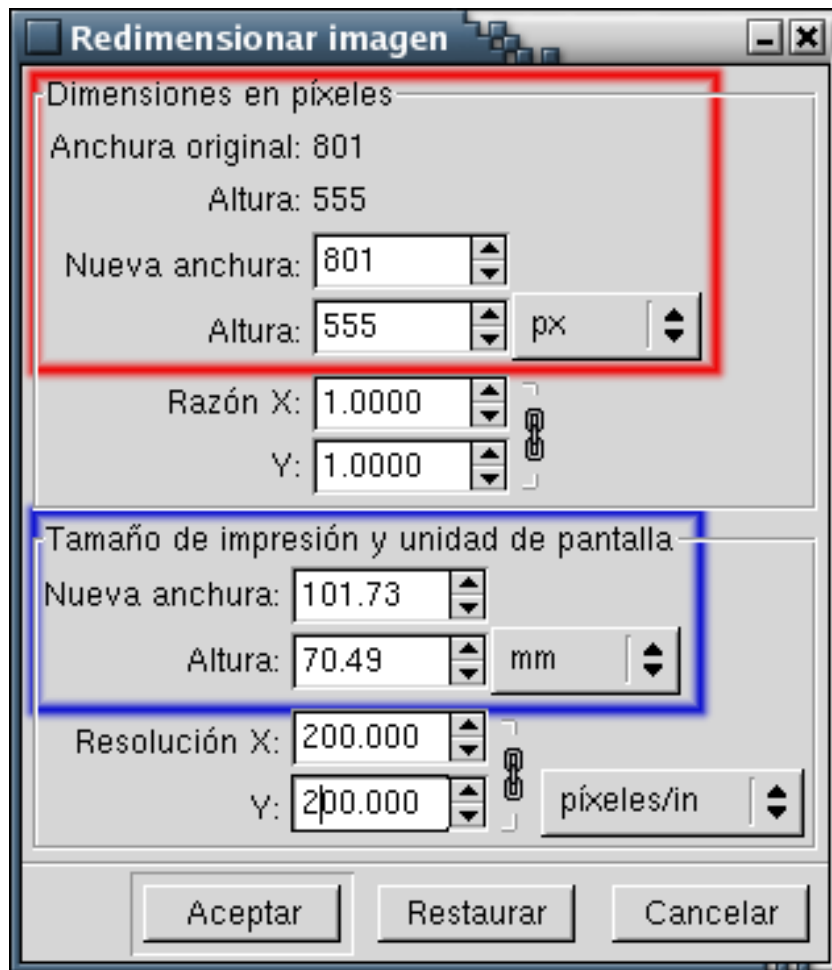 Redimensionar imagen
Dimensiones en píxeles
Anchura original: 801
Altura: 555
Nueva anchura: 801
Altura: 555 px
Razón X: 1.0000
Y: 1.0000
Tamaño de impresión y unidad de pantalla
Nueva anchura: 101.73
Altura: 70.49 mm
Resolución X: 200.000
Y: 200.000 píxeles/in
Aceptar Restaurar Cancelar